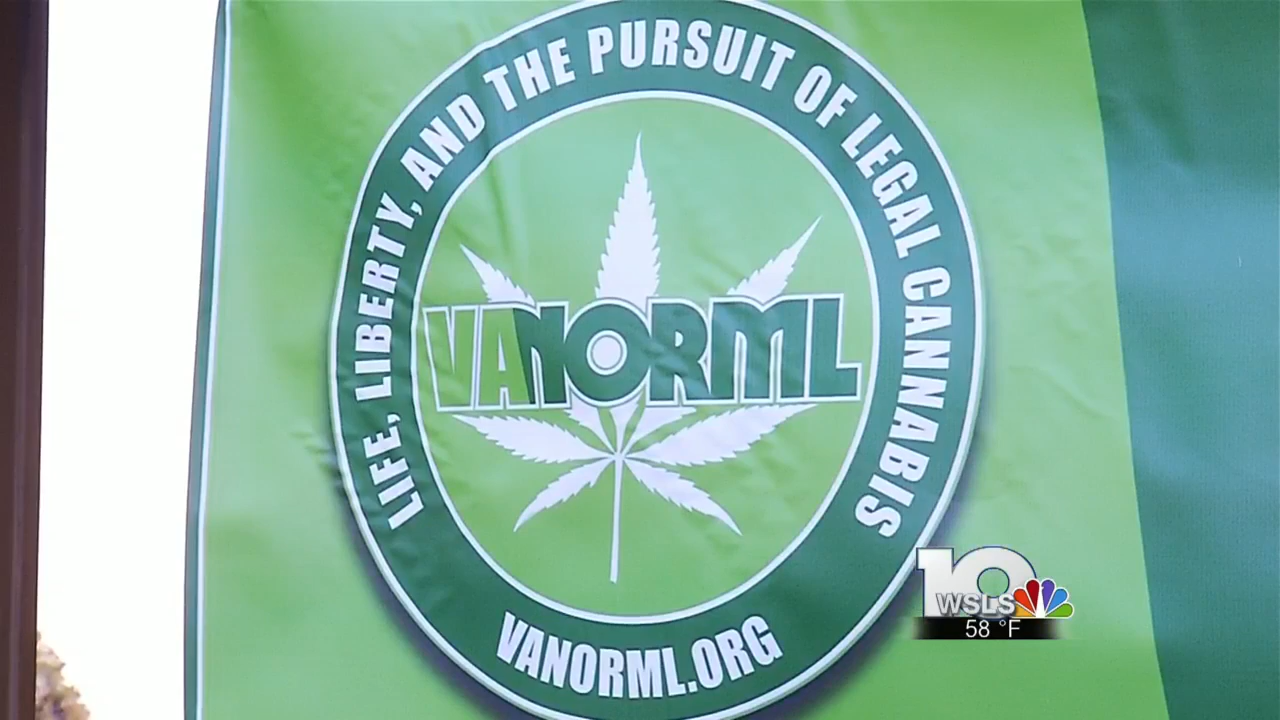 LIFE, LIBERTY, AND THE PURSUIT OF LEGAL CANNABIS
VANORML
VANORML.ORG
10
WSLS
58 °F